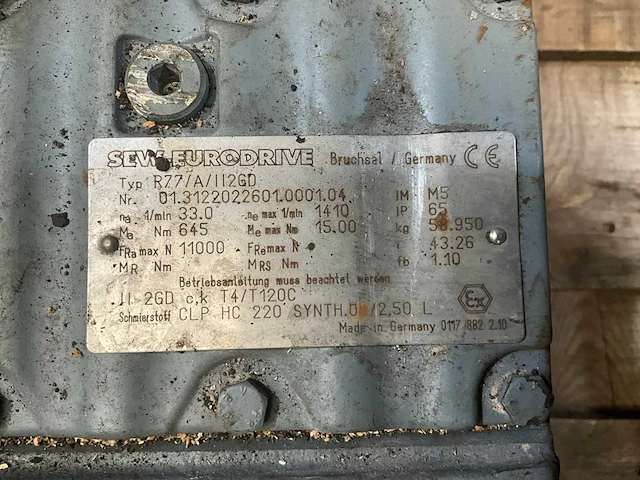 SEW-EURODRIVE Bruchsal / Germany CE
Typ R77/A/II2GD
Nr. 01.3122022601.0001.04 IM M5
na 1/min 33.0 ne max 1/min 1410 IP 65
Ma Nm 645 Me max Nm 15.00 kg .950
FRa max N 11000 FRe max N i 43.26
MR Nm MRS Nm fb 1.10
Betriebsanleitung muss beachtet werden
II 2GD c,k T4/T120C Ex
Schmierstoff CLP HC 220 SYNTH. /2,50 L
Made in Germany 0117 882 2.10